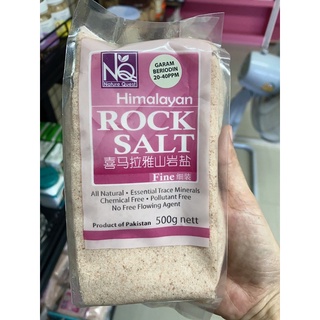 NQ
Nature Quest
GARAM
BERIODIN
20-40PPM
Himalayan
ROCK
SALT
喜马拉雅山岩盐
Fine 细装
All Natural • Essential Trace Minerals
Chemical Free • Pollutant Free
No Free Flowing Agent
Product of Pakistan 500g nett